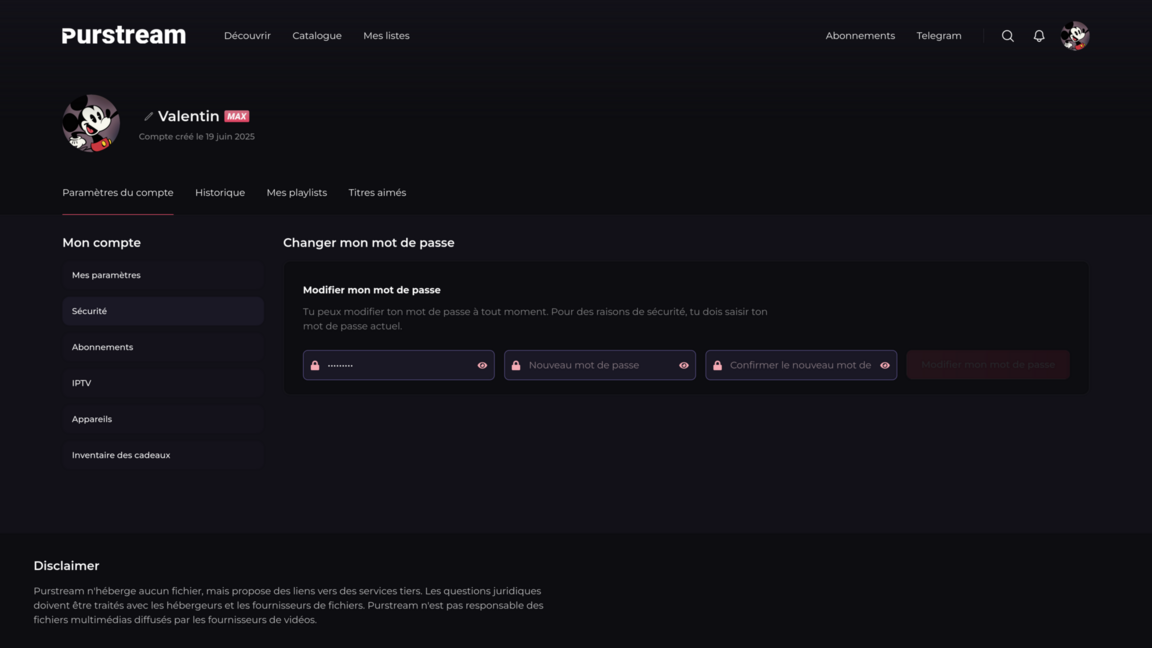 Purstream
Découvrir
Catalogue
Mes listes
Abonnements
Telegram
Valentin MAX
Compte créé le 19 juin 2025
Paramètres du compte
Historique
Mes playlists
Titres aimés
Mon compte
Mes paramètres
Sécurité
Abonnements
IPTV
Appareils
Inventaire des cadeaux
Changer mon mot de passe
Modifier mon mot de passe
Tu peux modifier ton mot de passe à tout moment. Pour des raisons de sécurité, tu dois saisir ton
mot de passe actuel.
•••••••••
Nouveau mot de passe
Confirmer le nouveau mot de
Modifier mon mot de passe
Disclaimer
Purstream n'héberge aucun fichier, mais propose des liens vers des services tiers. Les questions juridiques
doivent être traités avec les hébergeurs et les fournisseurs de fichiers. Purstream n'est pas responsable des
fichiers multimédias diffusés par les fournisseurs de vidéos.